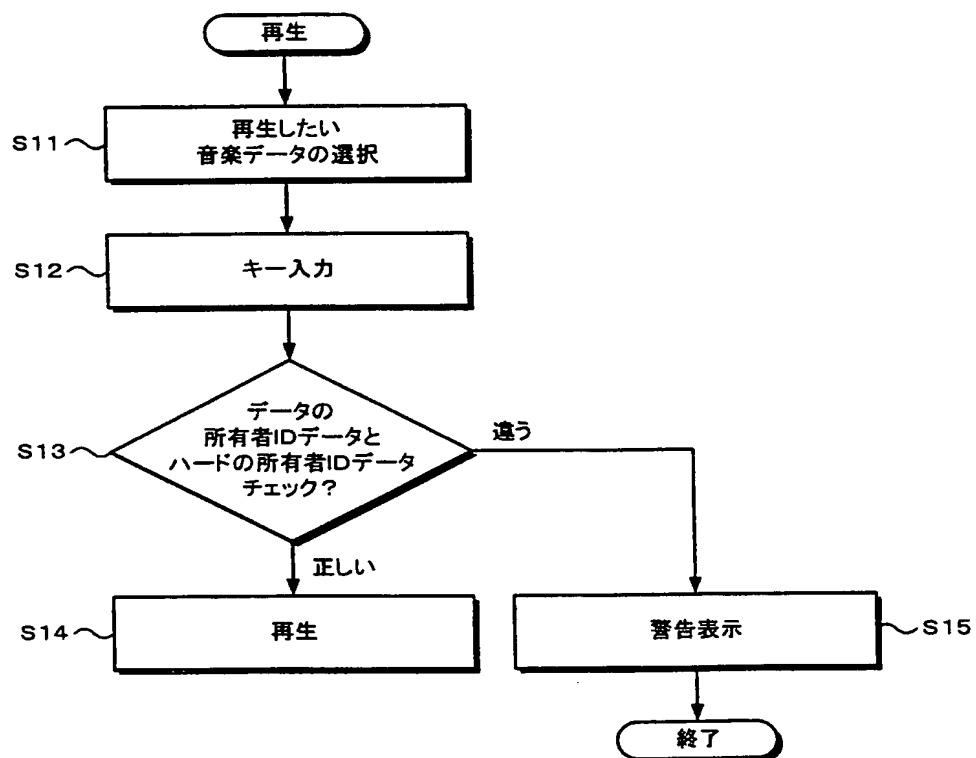 再生
S11
再生したい
音楽データの選択
S12
キー入力
S13
データの
所有者IDデータと
ハードの所有者IDデータ
チェック？
違う
正しい
S14
再生
警告表示
S15
終了